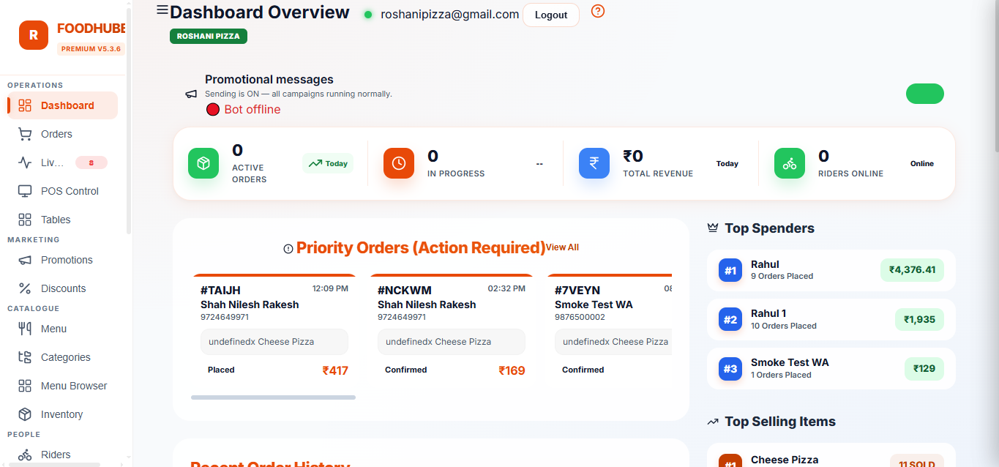 R
FOODHUB
PREMIUM V5.3.6
OPERATIONS
Dashboard
Orders
Liv... 8
POS Control
Tables
MARKETING
Promotions
Discounts
CATALOGUE
Menu
Categories
Menu Browser
Inventory
PEOPLE
Riders
Dashboard Overview
roshanipizza@gmail.com
Logout
?
ROSHANI PIZZA
Promotional messages
Sending is ON — all campaigns running normally.
Bot offline
0
ACTIVE
ORDERS
Today
0
IN PROGRESS
--
₹
₹0
TOTAL REVENUE
Today
0
RIDERS ONLINE
Online
Priority Orders (Action Required) View All
#TAIJH 12:09 PM
Shah Nilesh Rakesh
9724649971
undefinedx Cheese Pizza
Placed ₹417
#NCKWM 02:32 PM
Shah Nilesh Rakesh
9724649971
undefinedx Cheese Pizza
Confirmed ₹169
#7VEYN
Smoke Test WA
9876500002
undefinedx Cheese Pizza
Confirmed
Recent Order History
Top Spenders
#1 Rahul ₹4,376.41
9 Orders Placed
#2 Rahul 1 ₹1,935
10 Orders Placed
#3 Smoke Test WA ₹129
1 Orders Placed
Top Selling Items
#1 Cheese Pizza 11 SOLD